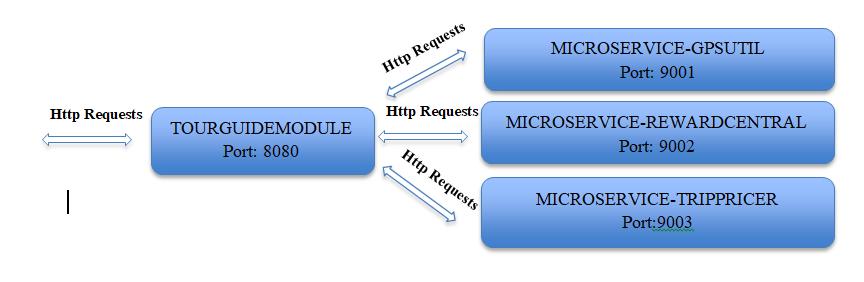 Http Requests
TOURGUIDEMODULE
Port: 8080
Http Requests
Http Requests
Http Requests
MICROSERVICE-GPSUTIL
Port: 9001
MICROSERVICE-REWARDCENTRAL
Port: 9002
MICROSERVICE-TRIPPRICER
Port:9003